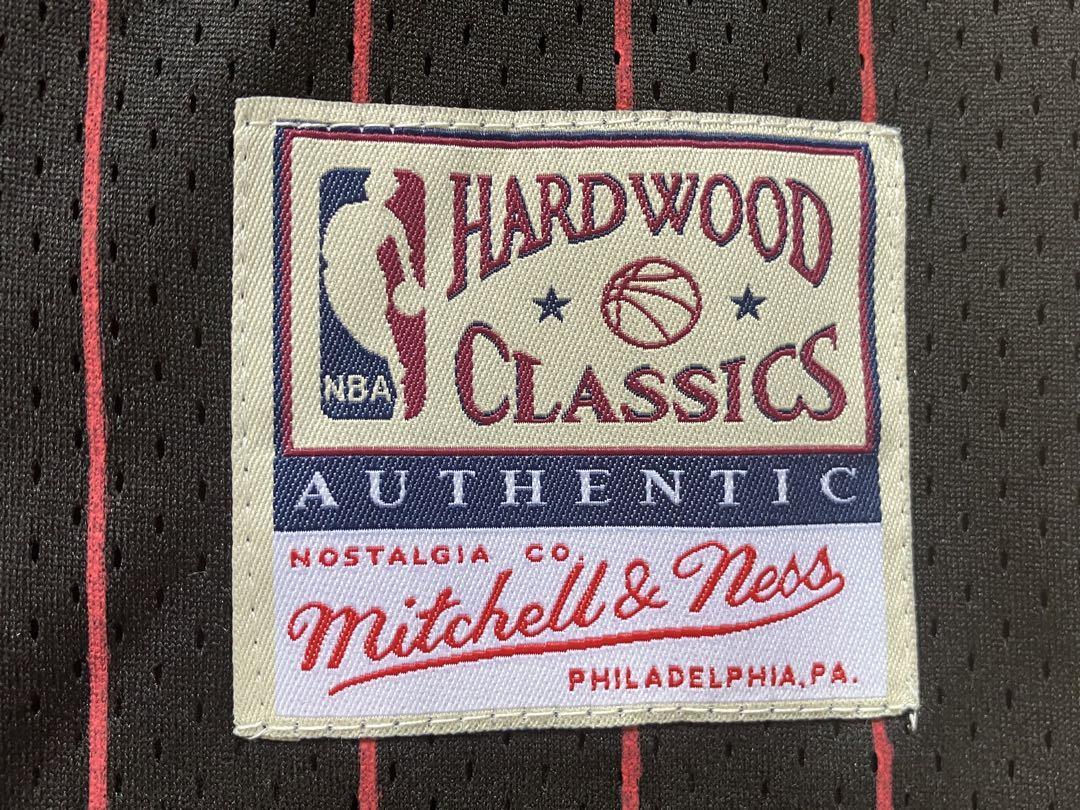 HARDWOOD
CLASSICS
NBA
AUTHENTIC
NOSTALGIA CO.
Mitchell & Ness
PHILADELPHIA, PA.